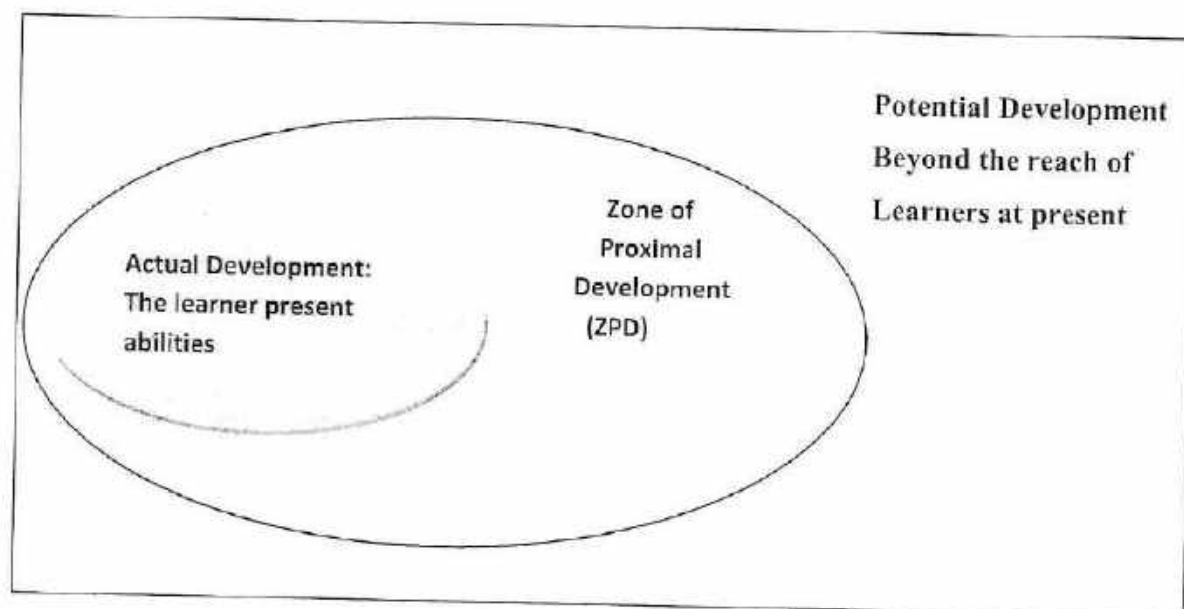 Actual Development:
The learner present
abilities
Zone of
Proximal
Development
(ZPD)
Potential Development
Beyond the reach of
Learners at present